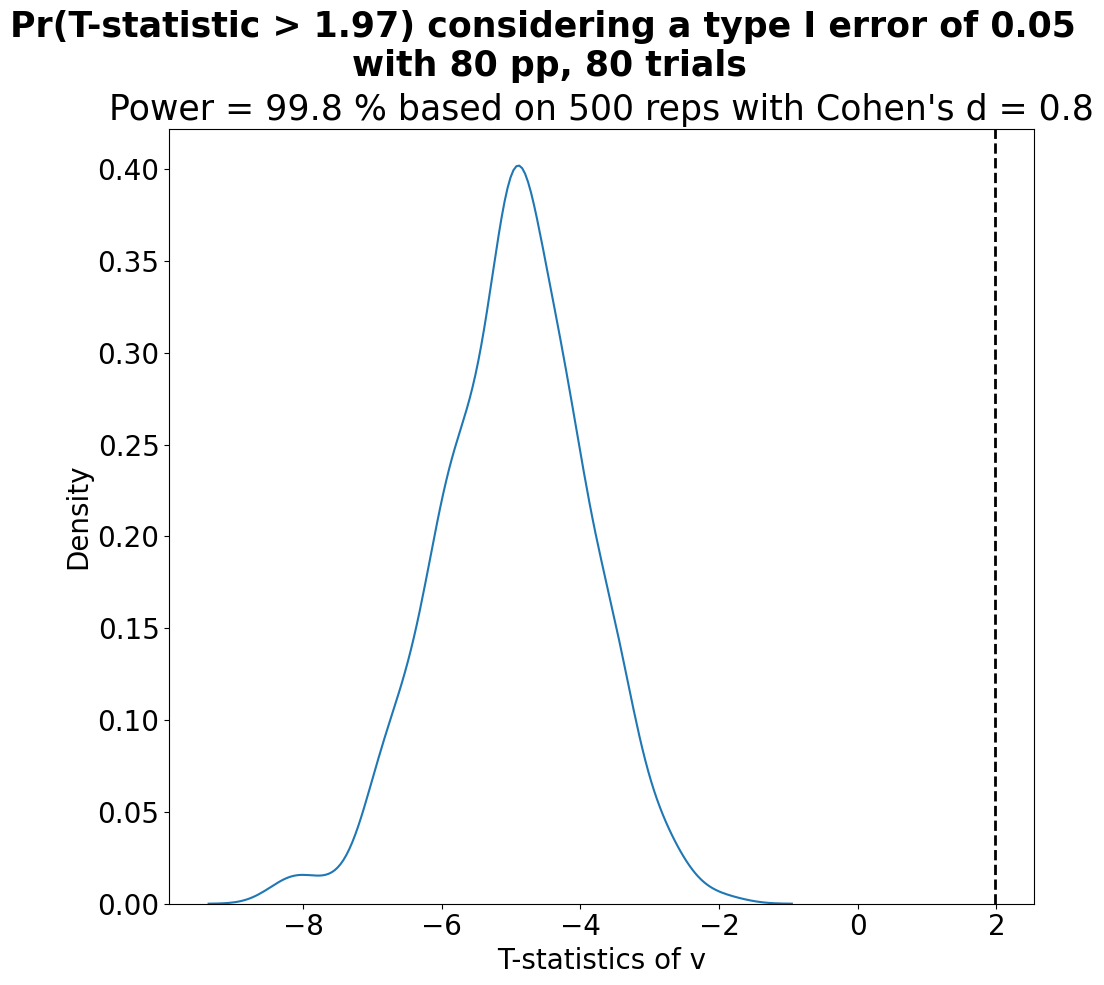 Pr(T-statistic > 1.97) considering a type I error of 0.05
with 80 pp, 80 trials
Power = 99.8 % based on 500 reps with Cohen's d = 0.8
0.40
0.35
0.30
0.25
0.20
0.15
0.10
0.05
0.00
Density
−8 −6 −4 −2 0 2
T-statistics of v